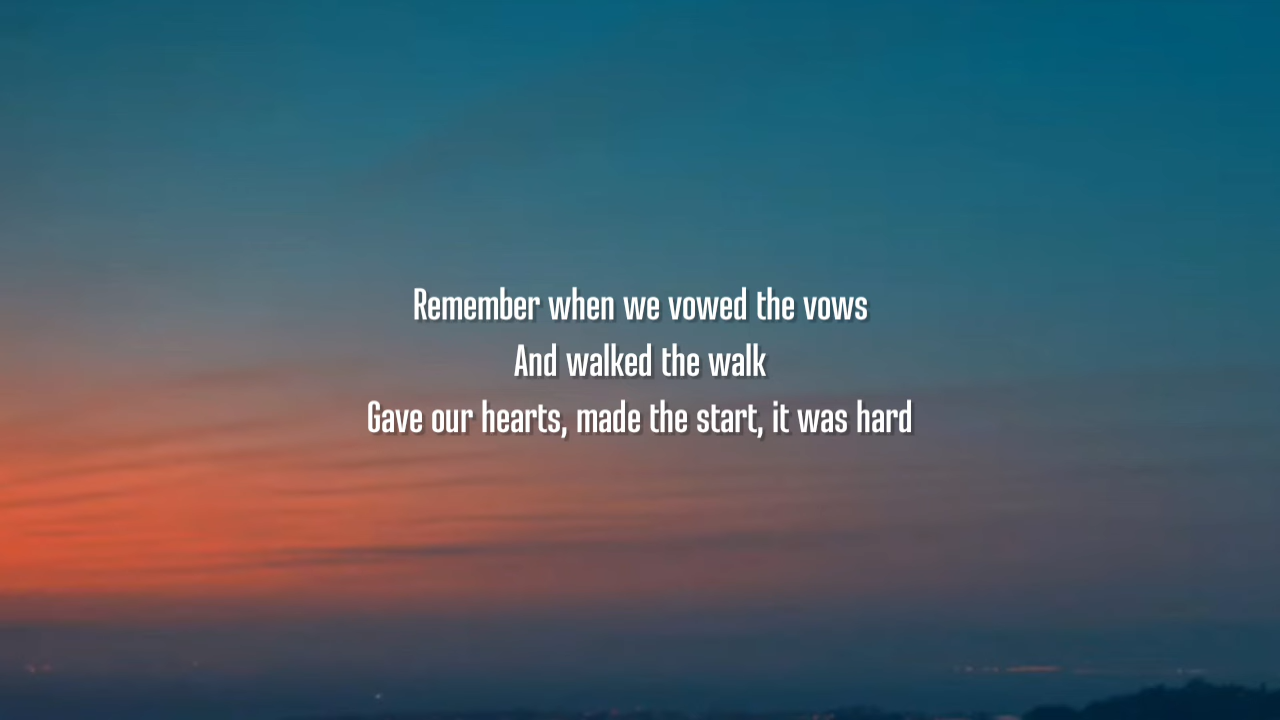 Remember when we vowed the vows
And walked the walk
Gave our hearts, made the start, it was hard